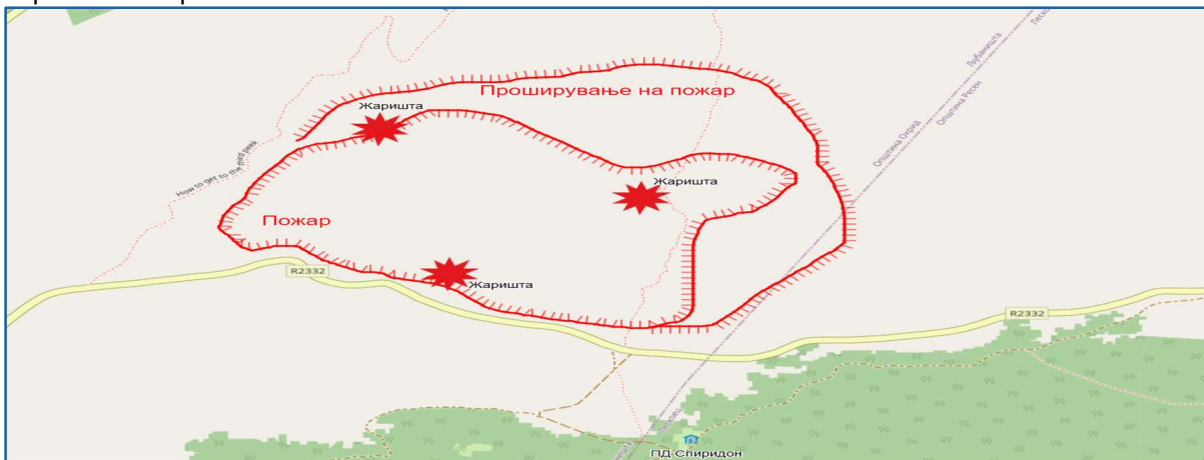 Проширување на пожар
Жаришта
Жаришта
Пожар
Жаришта
How to get to the third peak
R2332
R2332
Љубаништа
Општина Охрид
Општина Ресен
ПД Спиридон